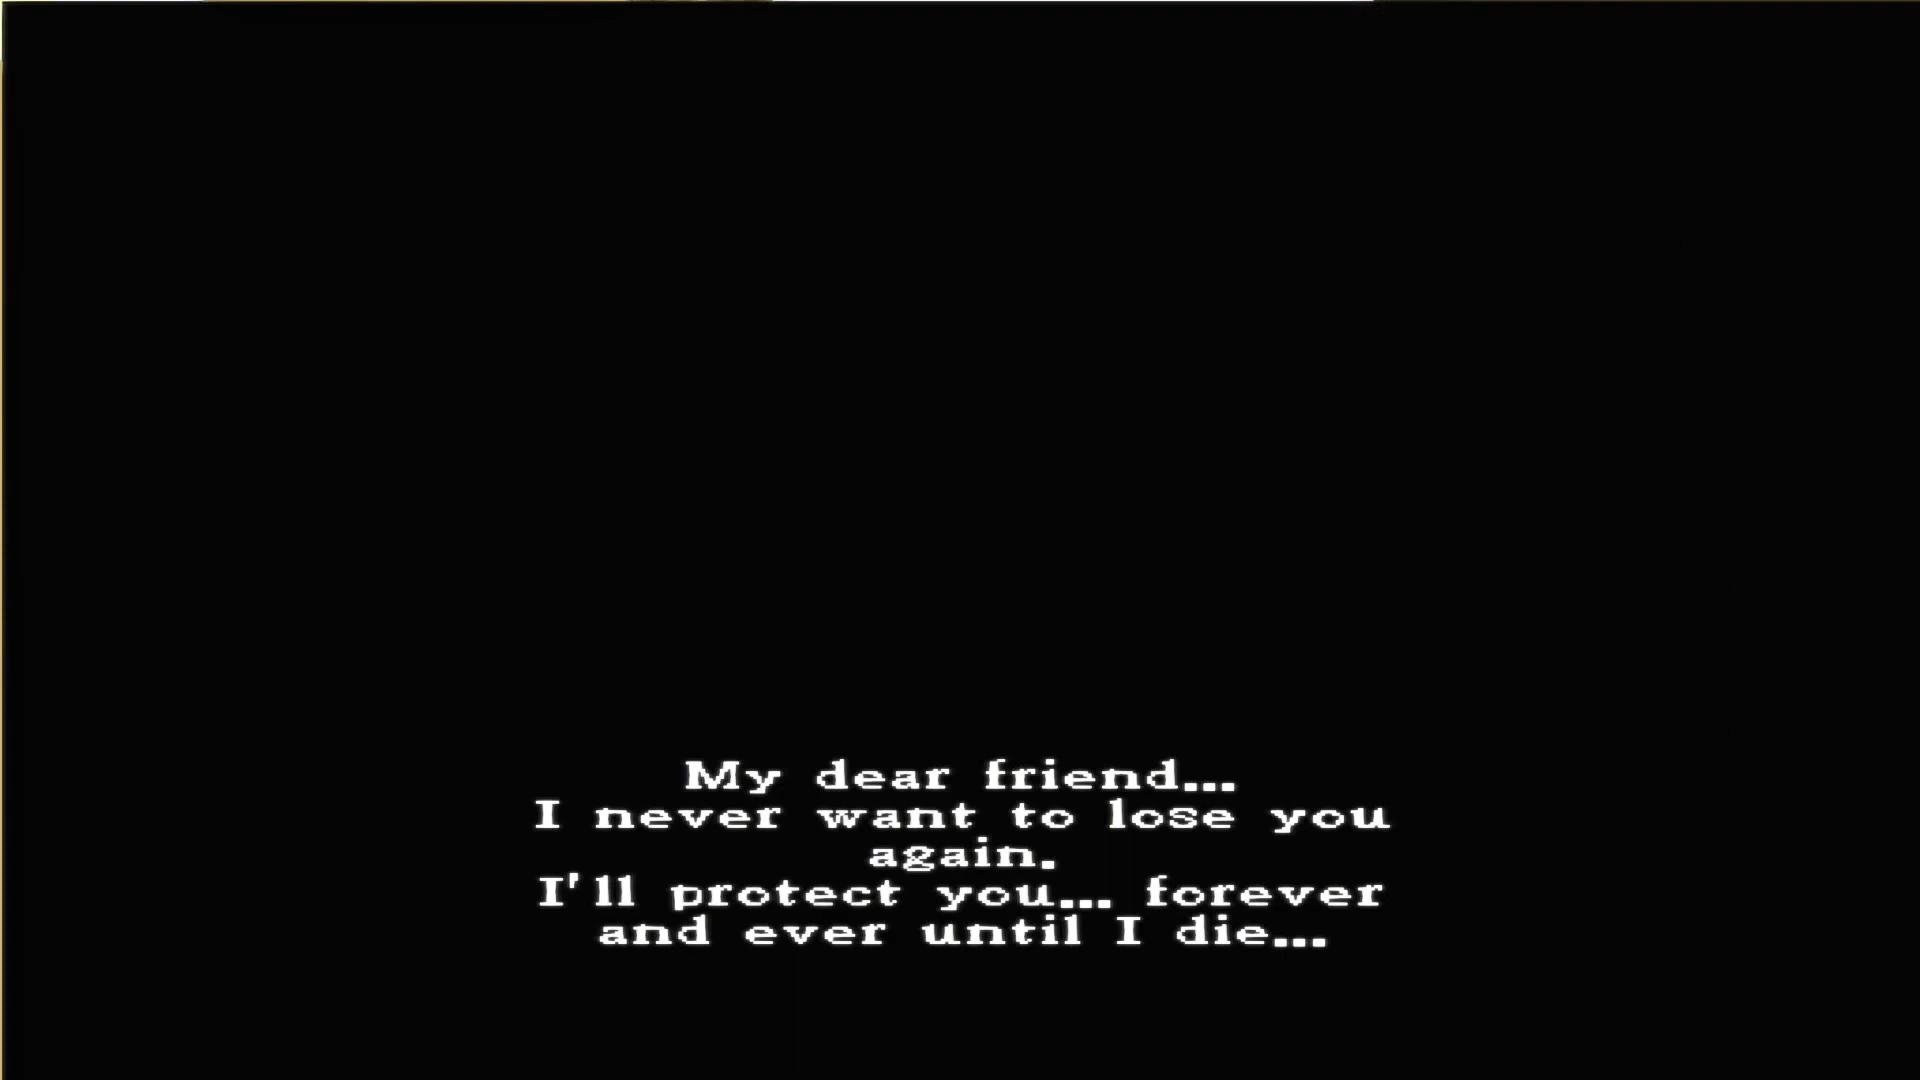 My dear friend...
I never want to lose you
again.
I'll protect you... forever
and ever until I die...